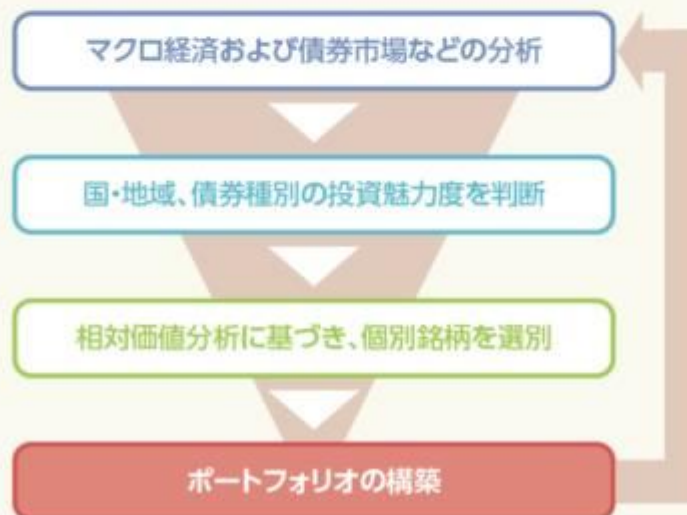 マクロ経済および債券市場などの分析
国・地域、債券種別の投資魅力度を判断
相対価値分析に基づき、個別銘柄を選別
ポートフォリオの構築